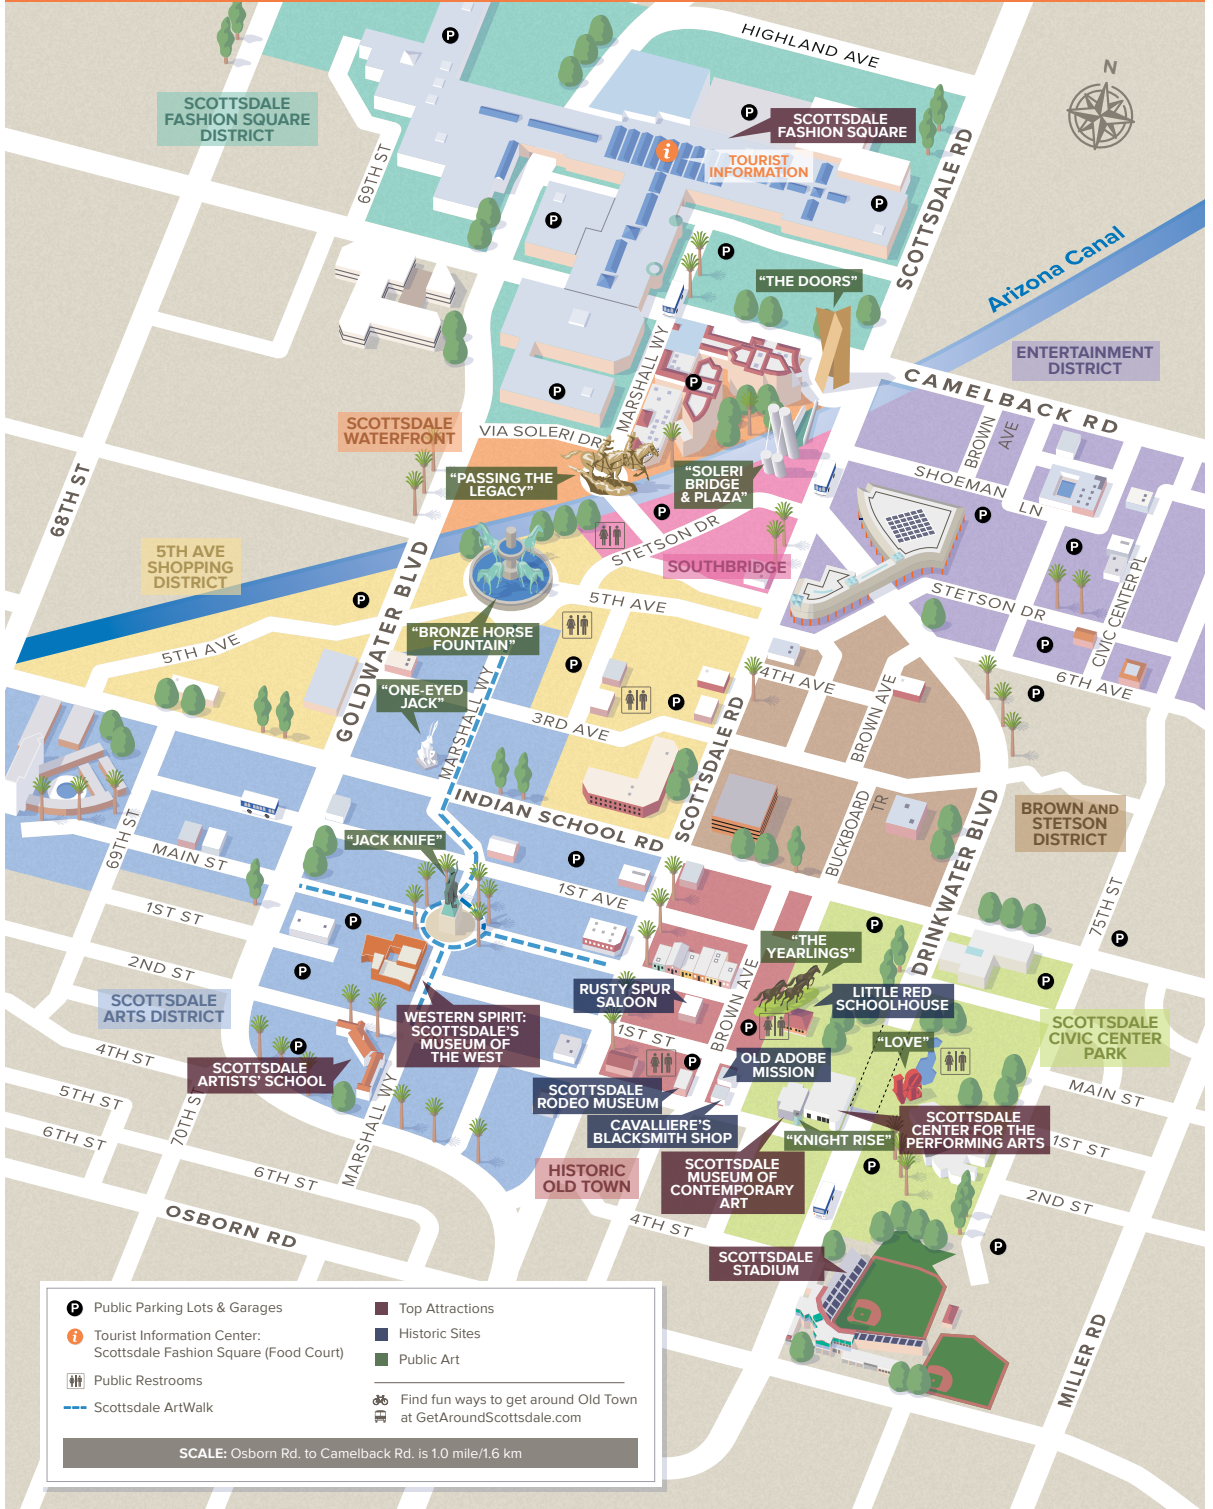 HIGHLAND AVE
N
SCOTTSDALE
FASHION SQUARE
DISTRICT
P
P
SCOTTSDALE
FASHION SQUARE
i
TOURIST
INFORMATION
69TH ST
SCOTTSDALE RD
P
P
P
Arizona Canal
"THE DOORS"
MARSHALL WY
ENTERTAINMENT
DISTRICT
CAMELBACK RD
P
P
SCOTTSDALE
WATERFRONT
VIA SOLERI DR
BROWN
AVE
68TH ST
"PASSING THE
LEGACY"
"SOLERI
BRIDGE
& PLAZA"
SHOEMAN
LN
P
P
STETSON DR
P
5TH AVE
SHOPPING
DISTRICT
SOUTHBRIDGE
GOLDWATER BLVD
P
5TH AVE
STETSON DR
CIVIC CENTER PL
P
"BRONZE HORSE
FOUNTAIN"
5TH AVE
P
4TH AVE
6TH AVE
P
"ONE-EYED
JACK"
MARSHALL WY
P
3RD AVE
SCOTTSDALE RD
BROWN AVE
INDIAN SCHOOL RD
BUCKBOARD
TR
DRINKWATER BLVD
BROWN AND
STETSON
DISTRICT
69TH ST
MAIN ST
"JACK KNIFE"
P
1ST AVE
75TH ST
1ST ST
P
P
P
2ND ST
P
"THE
YEARLINGS"
P
SCOTTSDALE
ARTS DISTRICT
RUSTY SPUR
SALOON
BROWN AVE
LITTLE RED
SCHOOLHOUSE
WESTERN SPIRIT:
SCOTTSDALE'S
MUSEUM OF
THE WEST
1ST ST
P
"LOVE"
SCOTTSDALE
CIVIC CENTER
PARK
4TH ST
P
SCOTTSDALE
ARTISTS' SCHOOL
P
OLD ADOBE
MISSION
5TH ST
SCOTTSDALE
RODEO MUSEUM
MAIN ST
70TH ST
MARSHALL WY
CAVALLIERE'S
BLACKSMITH SHOP
"KNIGHT RISE"
SCOTTSDALE
CENTER FOR THE
PERFORMING ARTS
1ST ST
6TH ST
6TH ST
HISTORIC
OLD TOWN
SCOTTSDALE
MUSEUM OF
CONTEMPORARY
ART
P
2ND ST
OSBORN RD
4TH ST
P
SCOTTSDALE
STADIUM
MILLER RD
P Public Parking Lots & Garages
i Tourist Information Center:
Scottsdale Fashion Square (Food Court)
Public Restrooms
Scottsdale ArtWalk
Top Attractions
Historic Sites
Public Art
Find fun ways to get around Old Town
at GetAroundScottsdale.com
SCALE: Osborn Rd. to Camelback Rd. is 1.0 mile/1.6 km